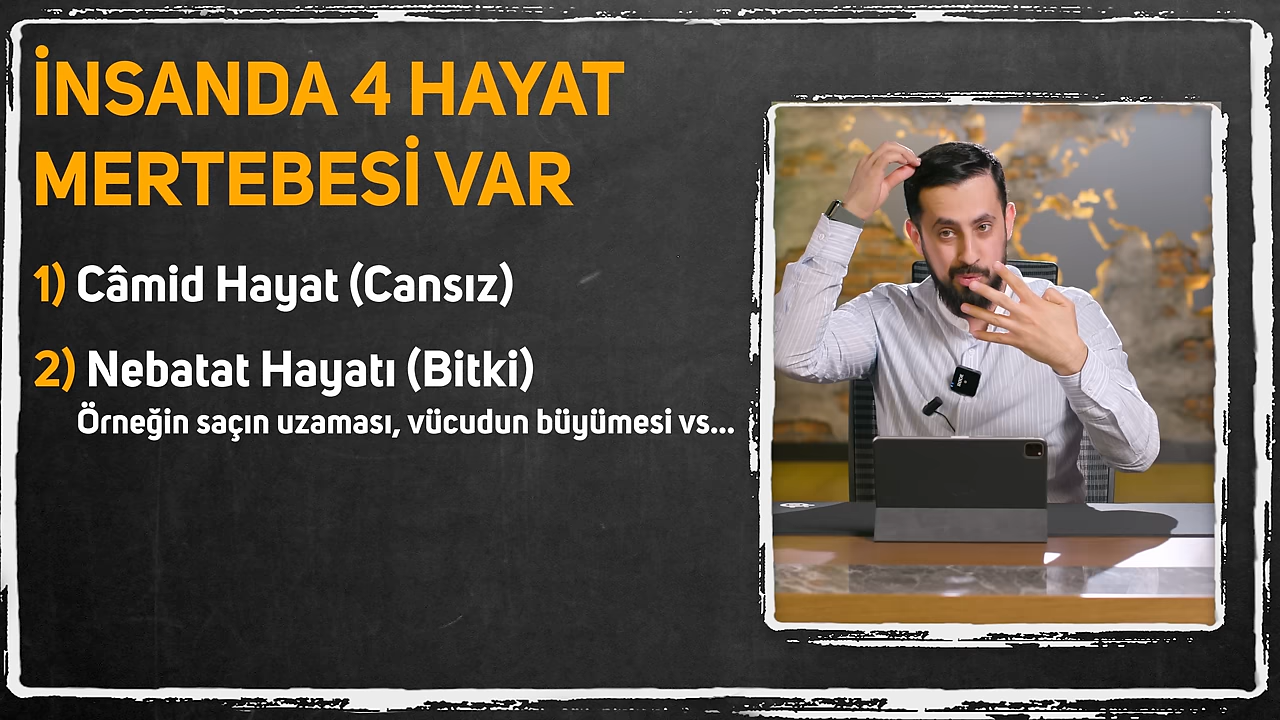 İNSANDA 4 HAYAT
MERTEBESİ VAR
1) Câmid Hayat (Cansız)
2) Nebatat Hayatı (Bitki)
Örneğin saçın uzaması, vücudun büyümesi vs...
RODE